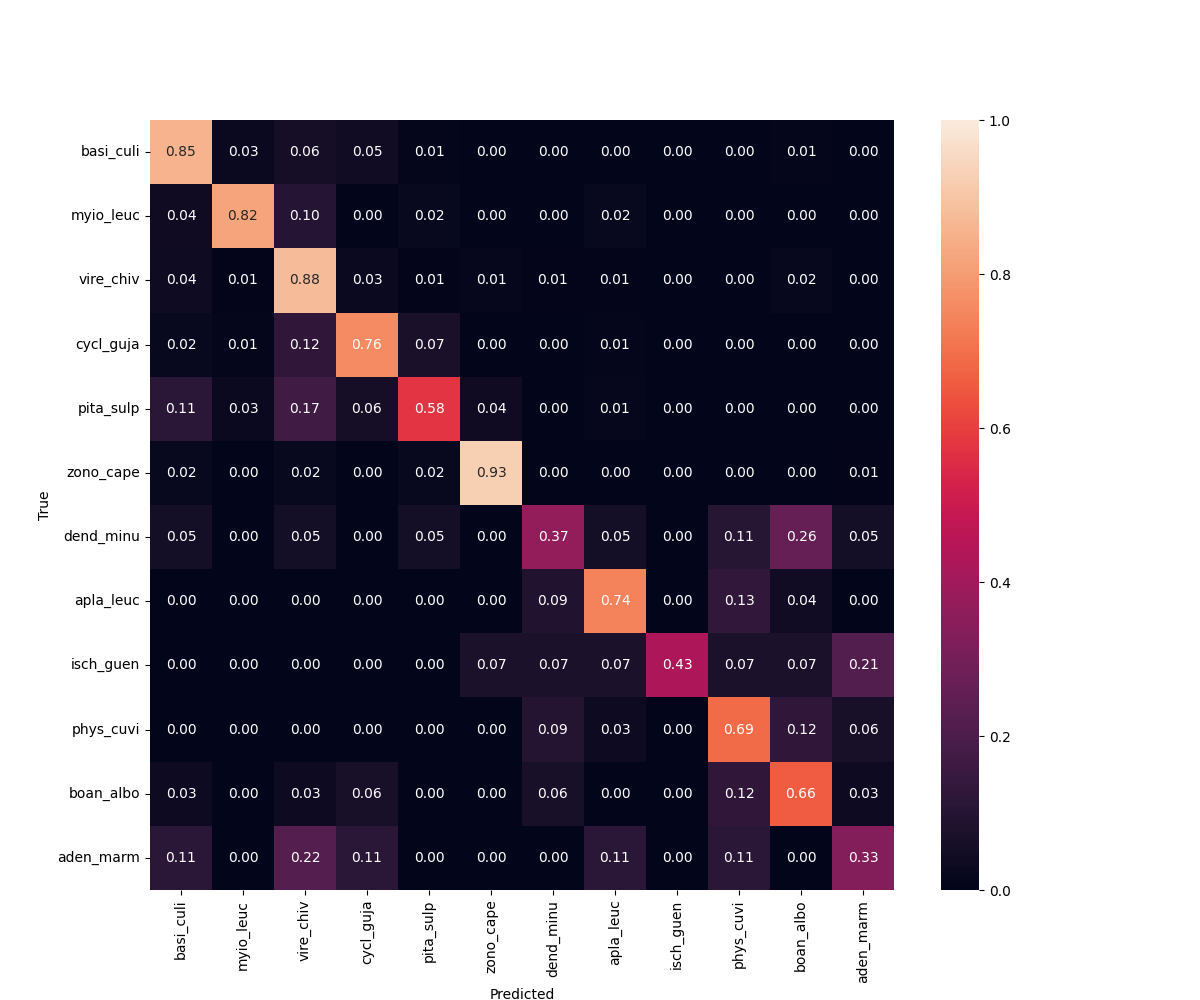 basi_culi 0.85 0.03 0.06 0.05 0.01 0.00 0.00 0.00 0.00 0.00 0.01 0.00
myio_leuc 0.04 0.82 0.10 0.00 0.02 0.00 0.00 0.02 0.00 0.00 0.00 0.00
vire_chiv 0.04 0.01 0.88 0.03 0.01 0.01 0.01 0.01 0.00 0.00 0.02 0.00
cycl_guja 0.02 0.01 0.12 0.76 0.07 0.00 0.00 0.01 0.00 0.00 0.00 0.00
pita_sulp 0.11 0.03 0.17 0.06 0.58 0.04 0.00 0.01 0.00 0.00 0.00 0.00
zono_cape 0.02 0.00 0.02 0.00 0.02 0.93 0.00 0.00 0.00 0.00 0.00 0.01
dend_minu 0.05 0.00 0.05 0.00 0.05 0.00 0.37 0.05 0.00 0.11 0.26 0.05
apla_leuc 0.00 0.00 0.00 0.00 0.00 0.00 0.09 0.74 0.00 0.13 0.04 0.00
isch_guen 0.00 0.00 0.00 0.00 0.00 0.07 0.07 0.07 0.43 0.07 0.07 0.21
phys_cuvi 0.00 0.00 0.00 0.00 0.00 0.00 0.09 0.03 0.00 0.69 0.12 0.06
boan_albo 0.03 0.00 0.03 0.06 0.00 0.00 0.06 0.00 0.00 0.12 0.66 0.03
aden_marm 0.11 0.00 0.22 0.11 0.00 0.00 0.00 0.11 0.00 0.11 0.00 0.33
True
basi_culi myio_leuc vire_chiv cycl_guja pita_sulp zono_cape dend_minu apla_leuc isch_guen phys_cuvi boan_albo aden_marm
Predicted
1.0
0.8
0.6
0.4
0.2
0.0